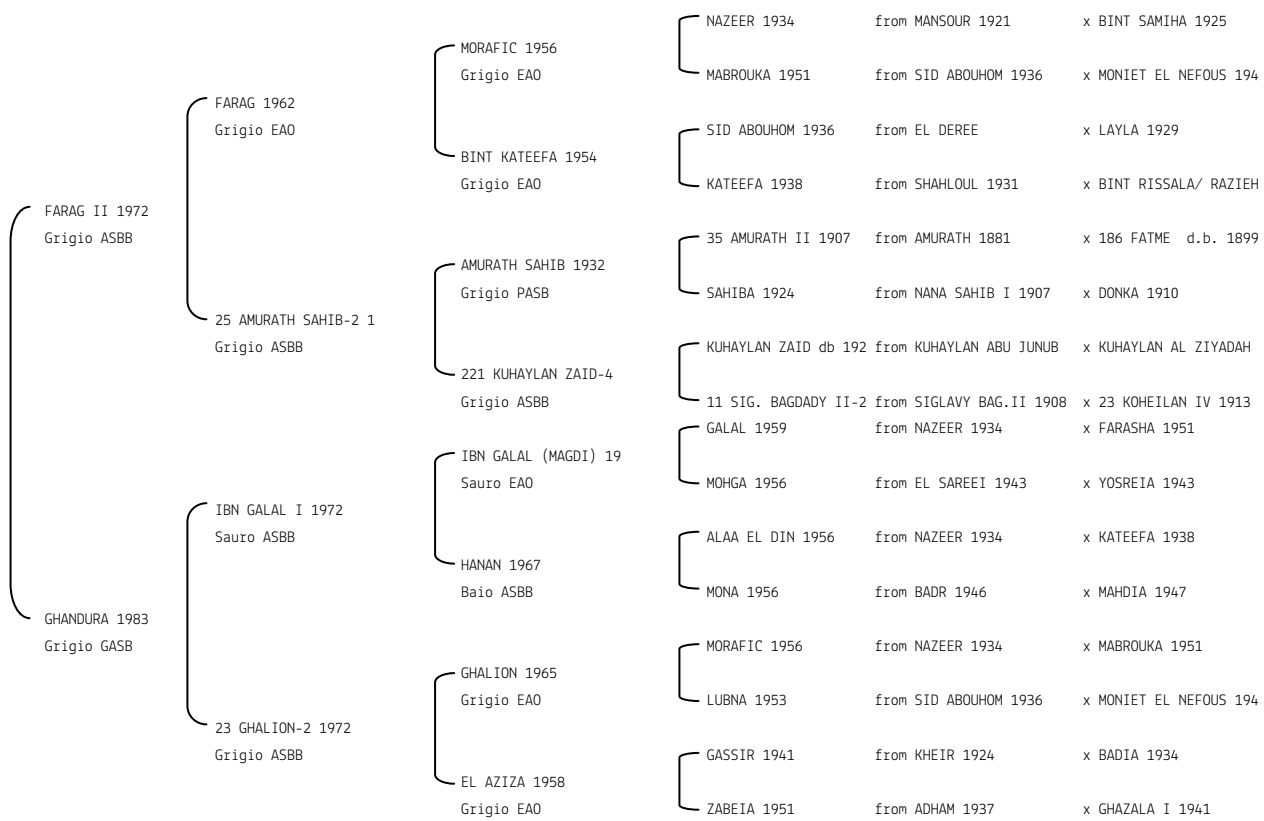 NAZEER 1934 from MANSOUR 1921 x BINT SAMIHA 1925
MORAFIC 1956
Grigio EAO MABROUKA 1951 from SID ABOUHOM 1936 x MONIET EL NEFOUS 194
FARAG 1962
Grigio EAO SID ABOUHOM 1936 from EL DEREE x LAYLA 1929
BINT KATEEFA 1954
Grigio EAO KATEEFA 1938 from SHAHLOUL 1931 x BINT RISSALA/ RAZIEH
FARAG II 1972
Grigio ASBB 35 AMURATH II 1907 from AMURATH 1881 x 186 FATME d.b. 1899
AMURATH SAHIB 1932
Grigio PASB SAHIBA 1924 from NANA SAHIB I 1907 x DONKA 1910
25 AMURATH SAHIB-2 1
Grigio ASBB KUHAYLAN ZAID db 192 from KUHAYLAN ABU JUNUB x KUHAYLAN AL ZIYADAH
221 KUHAYLAN ZAID-4
Grigio ASBB 11 SIG. BAGDADY II-2 from SIGLAVY BAG.II 1908 x 23 KOHEILAN IV 1913
GALAL 1959 from NAZEER 1934 x FARASHA 1951
IBN GALAL (MAGDI) 19
Sauro EAO MOHGA 1956 from EL SAREEI 1943 x YOSREIA 1943
IBN GALAL I 1972
Sauro ASBB ALAA EL DIN 1956 from NAZEER 1934 x KATEEFA 1938
HANAN 1967
Baio ASBB MONA 1956 from BADR 1946 x MAHDIA 1947
GHANDURA 1983
Grigio GASB MORAFIC 1956 from NAZEER 1934 x MABROUKA 1951
GHALION 1965
Grigio EAO LUBNA 1953 from SID ABOUHOM 1936 x MONIET EL NEFOUS 194
23 GHALION-2 1972
Grigio ASBB GASSIR 1941 from KHEIR 1924 x BADIA 1934
EL AZIZA 1958
Grigio EAO ZABEIA 1951 from ADHAM 1937 x GHAZALA I 1941